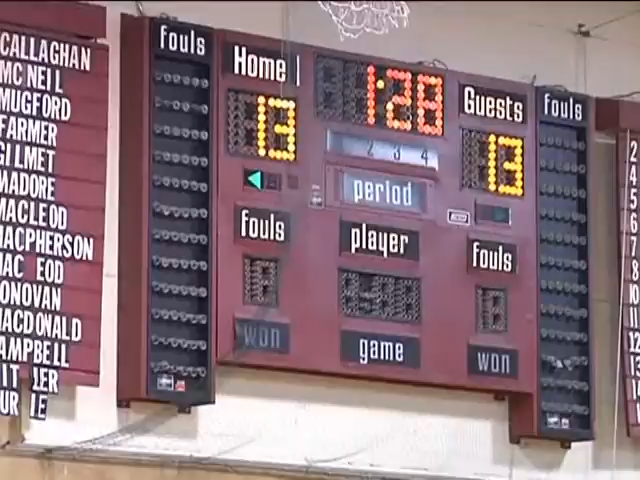 CALLAGHAN
MCNEIL
MUGFORD
FARMER
GILMET
MADORE
MACLEOD
MACPHERSON
MAC EOD
ONOVAN
MACDONALD
AMPBELL
fouls
Home
1:28
Guests
fouls
13
13
2 3 4
period
fouls
player
fouls
won
game
won
2
4
5
6
7
8
10
11
12
13